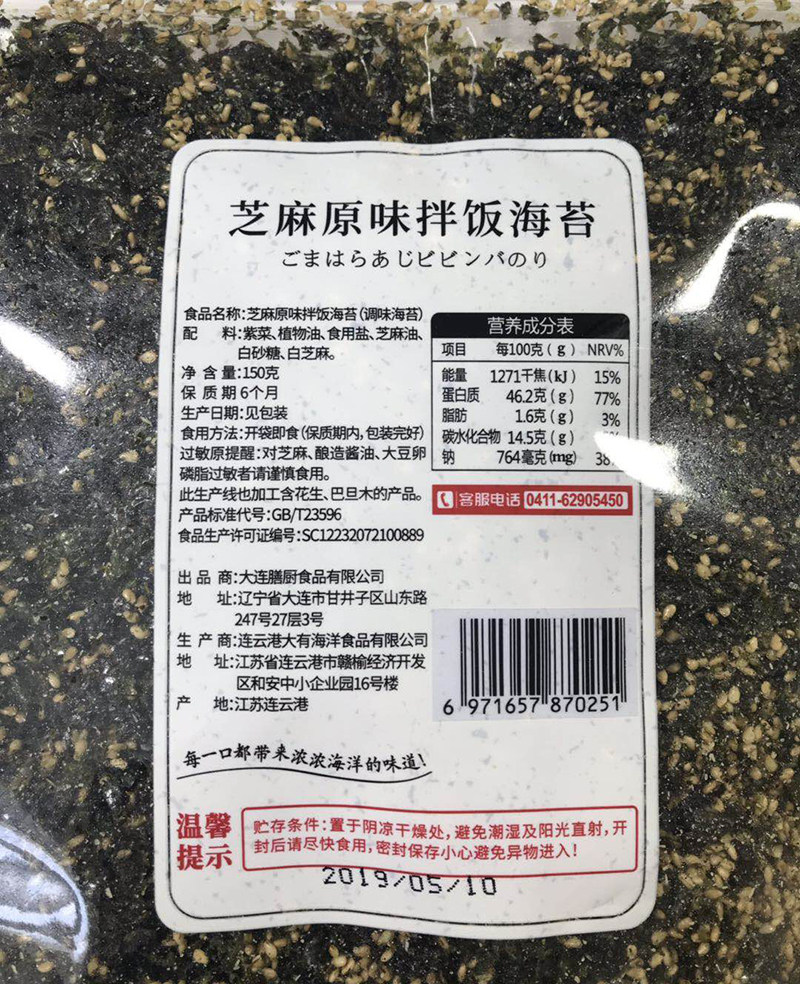 芝麻原味拌饭海苔
ごまはらあじビビンバのり
食品名称:芝麻原味拌饭海苔(调味海苔)
配 料:紫菜、植物油、食用盐、芝麻油、
白砂糖、白芝麻。
净 含 量:150克
保 质 期 6个月
生产日期:见包装
食用方法:开袋即食(保质期内,包装完好)
过敏原提醒:对芝麻、酿造酱油、大豆卵
磷脂过敏者请谨慎食用。
此生产线也加工含花生、巴旦木的产品。
产品标准代号:GB/T23596
食品生产许可证编号:SC12232072100889
营养成分表
项目 每100克(g) NRV%
能量 1271千焦(kJ) 15%
蛋白质 46.2克(g) 77%
脂肪 1.6克(g) 3%
碳水化合物 14.5克(g)
钠 764毫克(mg) 38
客服电话 0411-62905450
出 品 商:大连膳厨食品有限公司
地 址:辽宁省大连市甘井子区山东路
247号27层3号
生 产 商:连云港大有海洋食品有限公司
地 址:江苏省连云港市赣榆经济开发
区和安中小企业园16号楼
产 地:江苏连云港
6 971657 870251
每一口都带来浓浓海洋的味道!
温馨
提示
贮存条件:置于阴凉干燥处,避免潮湿及阳光直射,开
封后请尽快食用,密封保存小心避免异物进入!
2019/05/10